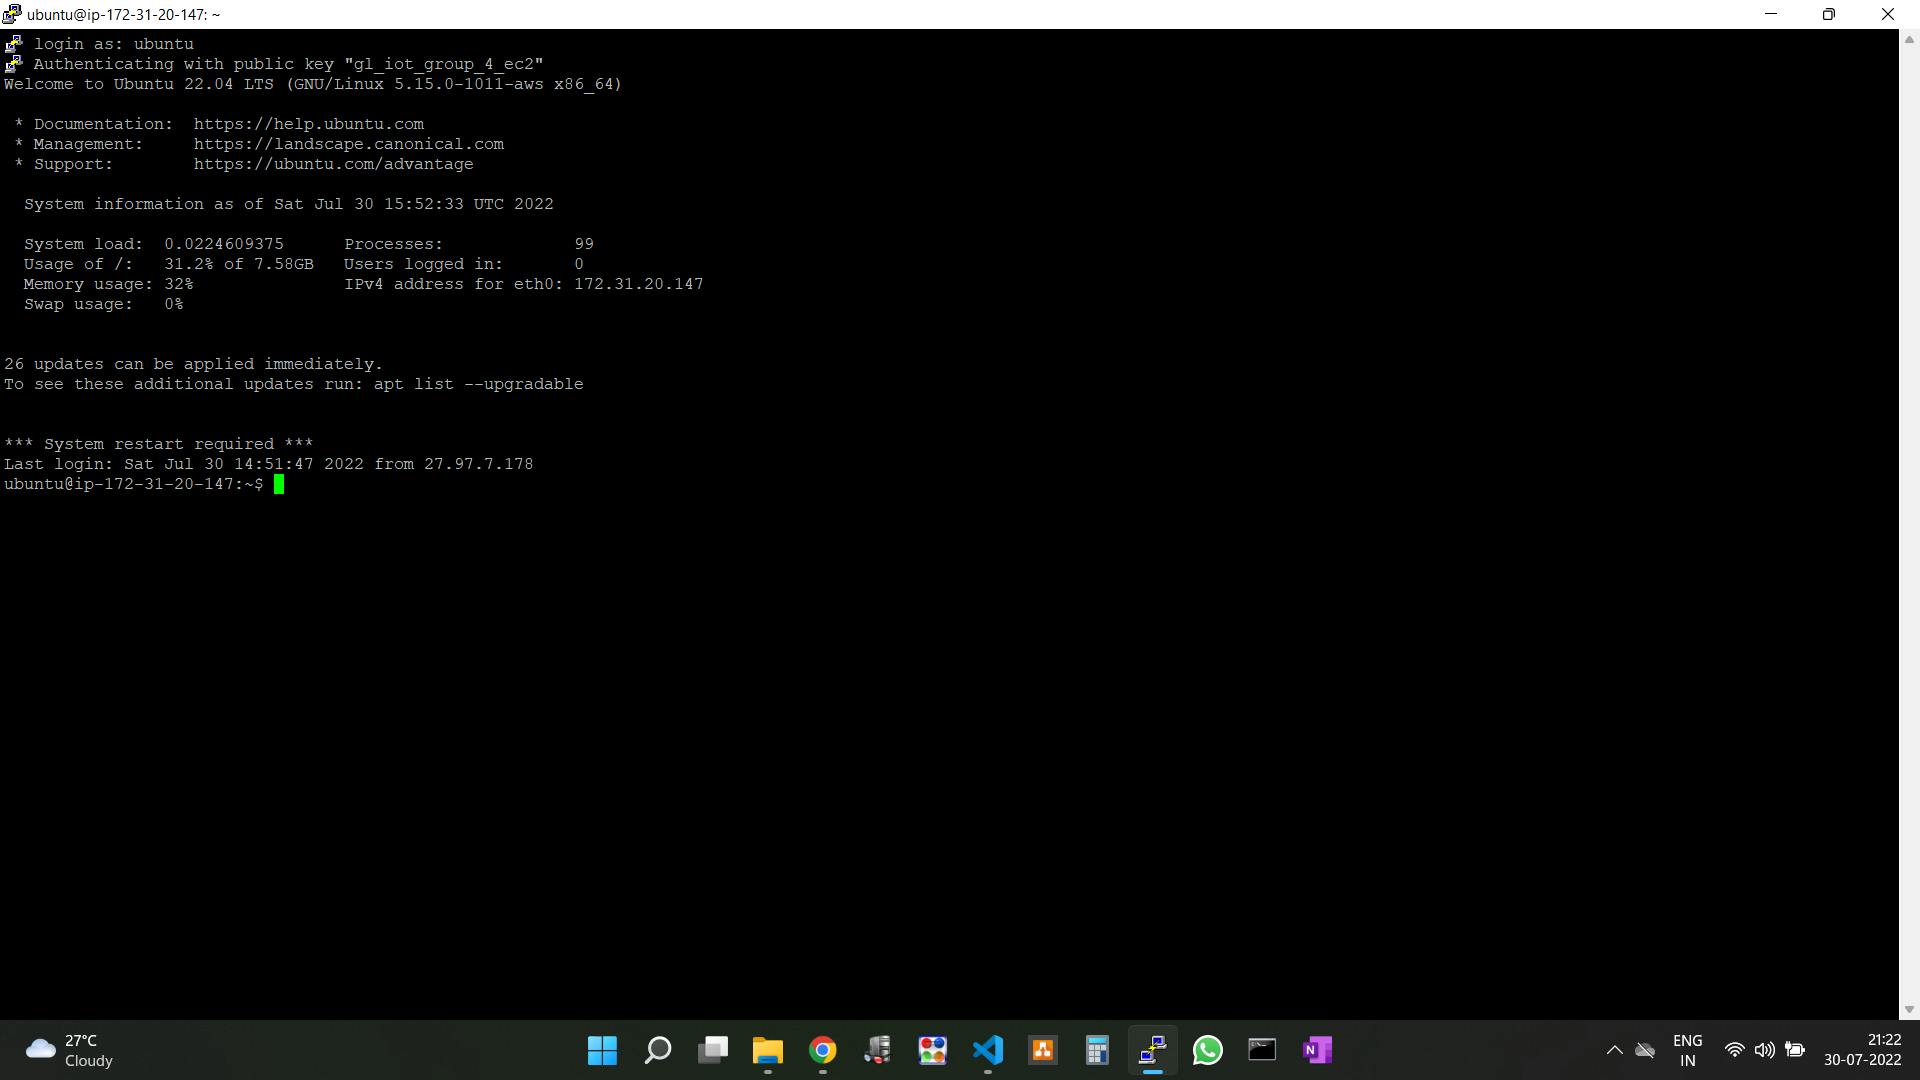 ubuntu@ip-172-31-20-147: ~
login as: ubuntu
Authenticating with public key "gl_iot_group_4_ec2"
Welcome to Ubuntu 22.04 LTS (GNU/Linux 5.15.0-1011-aws x86_64)
* Documentation:  https://help.ubuntu.com
* Management:     https://landscape.canonical.com
* Support:        https://ubuntu.com/advantage
System information as of Sat Jul 30 15:52:33 UTC 2022
System load:  0.0224609375      Processes:             99
Usage of /:   31.2% of 7.58GB   Users logged in:       0
Memory usage: 32%               IPv4 address for eth0: 172.31.20.147
Swap usage:   0%
26 updates can be applied immediately.
To see these additional updates run: apt list --upgradable
*** System restart required ***
Last login: Sat Jul 30 14:51:47 2022 from 27.97.7.178
ubuntu@ip-172-31-20-147:~$
27°C
Cloudy
N
ENG
IN
21:22
30-07-2022